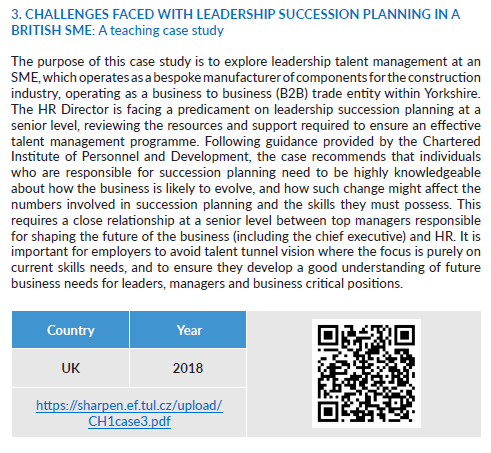 3. CHALLENGES FACED WITH LEADERSHIP SUCCESSION PLANNING IN A
BRITISH SME: A teaching case study
The purpose of this case study is to explore leadership talent management at an
SME, which operates as a bespoke manufacturer of components for the construction
industry, operating as a business to business (B2B) trade entity within Yorkshire.
The HR Director is facing a predicament on leadership succession planning at a
senior level, reviewing the resources and support required to ensure an effective
talent management programme. Following guidance provided by the Chartered
Institute of Personnel and Development, the case recommends that individuals
who are responsible for succession planning need to be highly knowledgeable
about how the business is likely to evolve, and how such change might affect the
numbers involved in succession planning and the skills they must possess. This
requires a close relationship at a senior level between top managers responsible
for shaping the future of the business (including the chief executive) and HR. It is
important for employers to avoid talent tunnel vision where the focus is purely on
current skills needs, and to ensure they develop a good understanding of future
business needs for leaders, managers and business critical positions.
Country Year
UK 2018
https://sharpen.ef.tul.cz/upload/
CH1case3.pdf